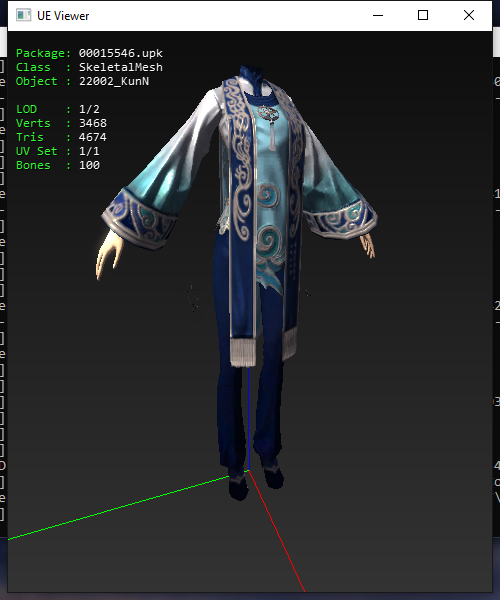 UE Viewer
Package: 00015546.upk
Class : SkeletalMesh
Object : 22002_KunN
LOD : 1/2
Verts : 3468
Tris : 4674
UV Set : 1/1
Bones : 100